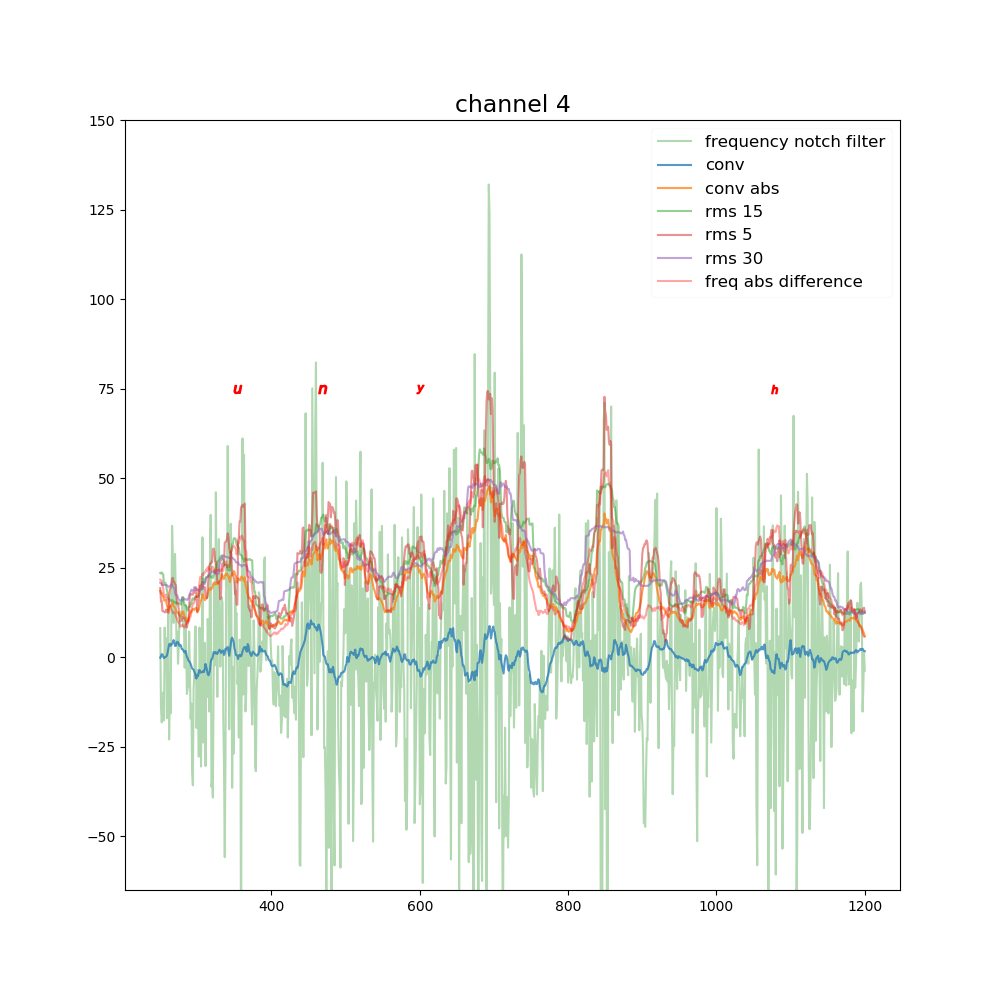 channel 4
150
125
100
75
50
25
0
−25
−50
400 600 800 1000 1200
frequency notch filter
conv
conv abs
rms 15
rms 5
rms 30
freq abs difference
u n y h